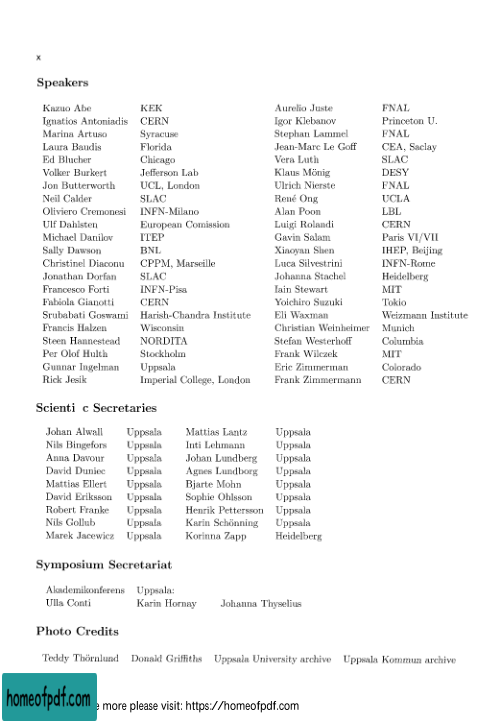 x
Speakers
Kazuo Abe KEK Aurelio Juste FNAL
Ignatios Antoniadis CERN Igor Klebanov Princeton U.
Marina Artuso Syracuse Stephan Lammel FNAL
Laura Baudis Florida Jean-Marc Le Goff CEA, Saclay
Ed Blucher Chicago Vera Luth SLAC
Volker Burkert Jefferson Lab Klaus Mönig DESY
Jon Butterworth UCL, London Ulrich Nierste FNAL
Neil Calder SLAC René Ong UCLA
Oliviero Cremonesi INFN-Milano Alan Poon LBL
Ulf Dahlsten European Comission Luigi Rolandi CERN
Michael Danilov ITEP Gavin Salam Paris VI/VII
Sally Dawson BNL Xiaoyan Shen IHEP, Beijing
Christinel Diaconu CPPM, Marseille Luca Silvestrini INFN-Rome
Jonathan Dorfan SLAC Johanna Stachel Heidelberg
Francesco Forti INFN-Pisa Iain Stewart MIT
Fabiola Gianotti CERN Yoichiro Suzuki Tokio
Srubabati Goswami Harish-Chandra Institute Eli Waxman Weizmann Institute
Francis Halzen Wisconsin Christian Weinheimer Munich
Steen Hannestead NORDITA Stefan Westerhoff Columbia
Per Olof Hulth Stockholm Frank Wilczek MIT
Gunnar Ingelman Uppsala Eric Zimmerman Colorado
Rick Jesik Imperial College, London Frank Zimmermann CERN
Scienti c Secretaries
Johan Alwall Uppsala Mattias Lantz Uppsala
Nils Bingefors Uppsala Inti Lehmann Uppsala
Anna Davour Uppsala Johan Lundberg Uppsala
David Duniec Uppsala Agnes Lundborg Uppsala
Mattias Ellert Uppsala Bjarte Mohn Uppsala
David Eriksson Uppsala Sophie Ohlsson Uppsala
Robert Franke Uppsala Henrik Pettersson Uppsala
Nils Gollub Uppsala Karin Schönning Uppsala
Marek Jacewicz Uppsala Korinna Zapp Heidelberg
Symposium Secretariat
Akademikonferens Uppsala:
Ulla Conti Karin Hornay Johanna Thyselius
Photo Credits
Teddy Thörnlund Donald Griffiths Uppsala University archive Uppsala Kommun archive
homeofpdf.com
e more please visit: https://homeofpdf.com